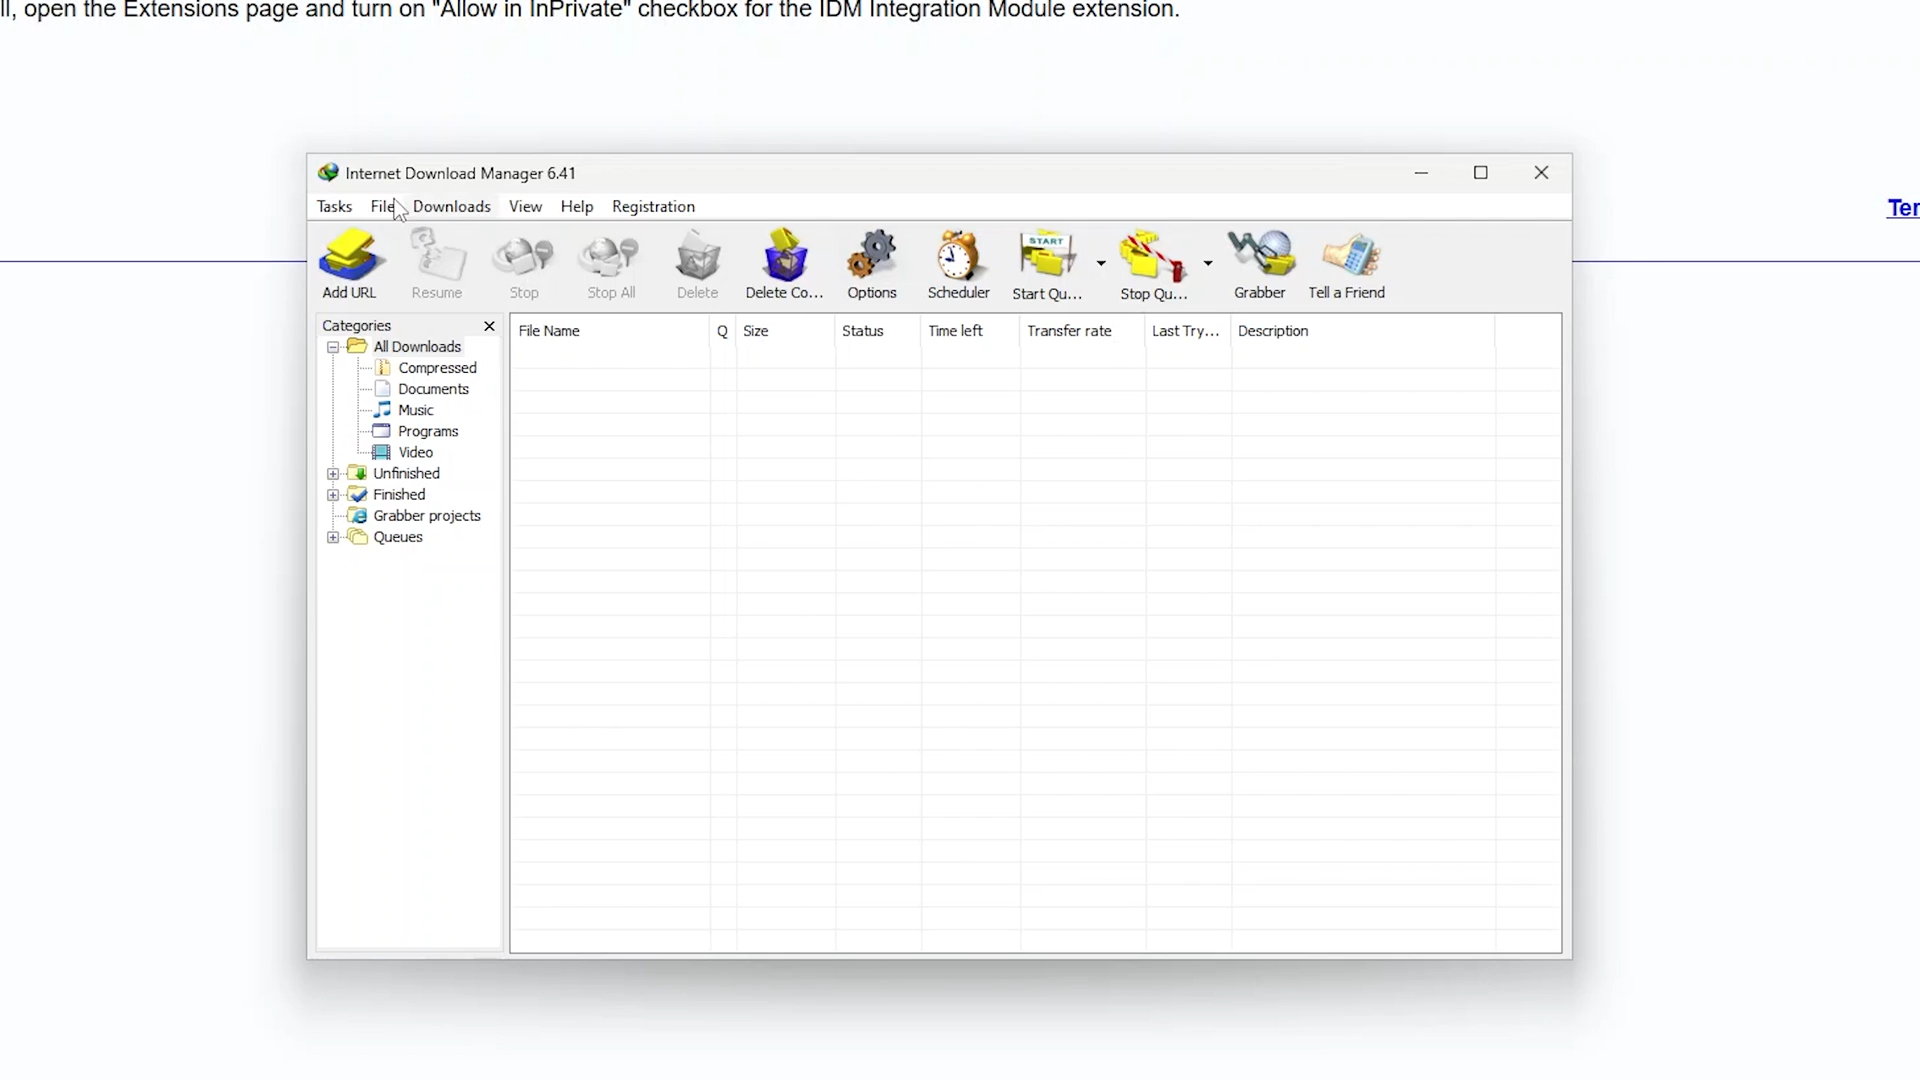 ll, open the Extensions page and turn on "Allow in InPrivate" checkbox for the IDM Integration Module extension.
Internet Download Manager 6.41
Tasks File Downloads View Help Registration
Ter
Add URL Resume Stop Stop All Delete Delete Co... Options Scheduler Start Qu... Stop Qu... Grabber Tell a Friend
START
Categories
File Name Q Size Status Time left Transfer rate Last Try... Description
All Downloads
Compressed
Documents
Music
Programs
Video
Unfinished
Finished
Grabber projects
Queues